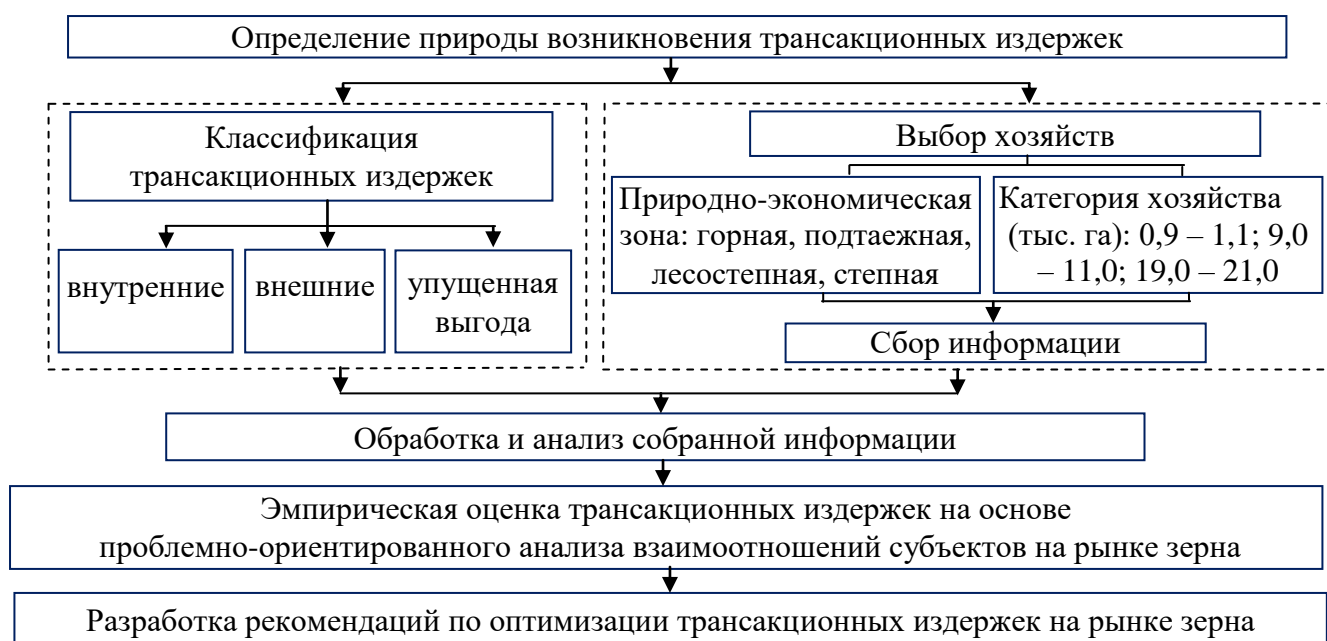 Определение природы возникновения трансакционных издержек
Классификация
трансакционных издержек
внутренние
внешние
упущенная
выгода
Выбор хозяйств
Природно-экономическая
зона: горная, подтаежная,
лесостепная, степная
Категория хозяйства
(тыс. га): 0,9 – 1,1; 9,0
– 11,0; 19,0 – 21,0
Сбор информации
Обработка и анализ собранной информации
Эмпирическая оценка трансакционных издержек на основе
проблемно-ориентированного анализа взаимоотношений субъектов на рынке зерна
Разработка рекомендаций по оптимизации трансакционных издержек на рынке зерна